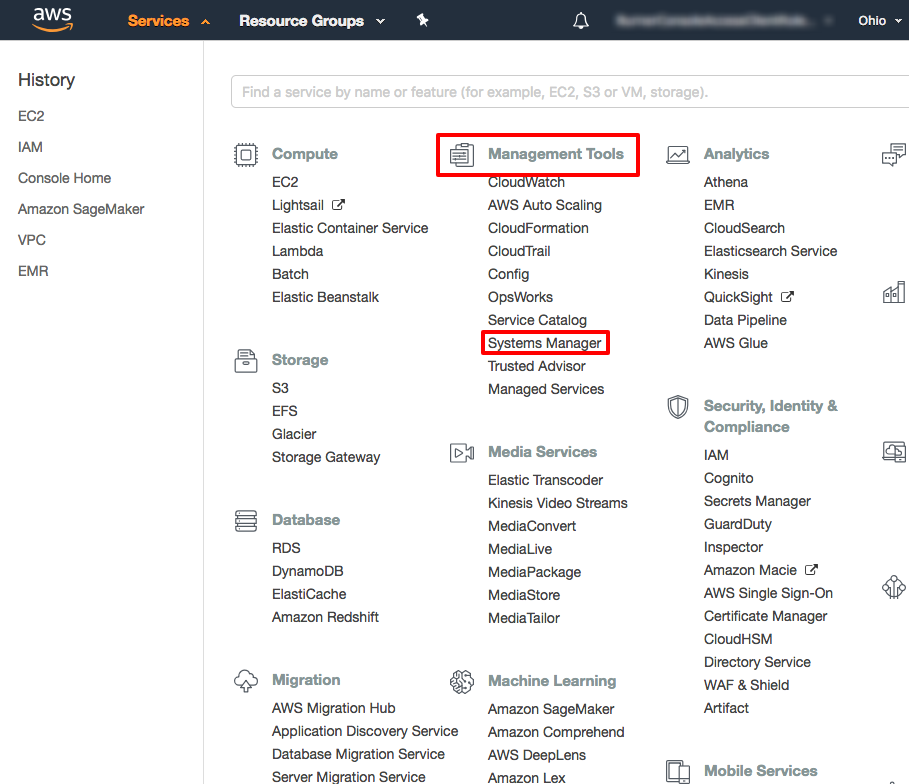 aws
Services
Resource Groups
Ohio
History
EC2
IAM
Console Home
Amazon SageMaker
VPC
EMR
Find a service by name or feature (for example, EC2, S3 or VM, storage).
Compute
EC2
Lightsail
Elastic Container Service
Lambda
Batch
Elastic Beanstalk
Storage
S3
EFS
Glacier
Storage Gateway
Database
RDS
DynamoDB
ElastiCache
Amazon Redshift
Migration
AWS Migration Hub
Application Discovery Service
Database Migration Service
Server Migration Service
Management Tools
CloudWatch
AWS Auto Scaling
CloudFormation
CloudTrail
Config
OpsWorks
Service Catalog
Systems Manager
Trusted Advisor
Managed Services
Media Services
Elastic Transcoder
Kinesis Video Streams
MediaConvert
MediaLive
MediaPackage
MediaStore
MediaTailor
Machine Learning
Amazon SageMaker
Amazon Comprehend
AWS DeepLens
Amazon Lex
Analytics
Athena
EMR
CloudSearch
Elasticsearch Service
Kinesis
QuickSight
Data Pipeline
AWS Glue
Security, Identity &
Compliance
IAM
Cognito
Secrets Manager
GuardDuty
Inspector
Amazon Macie
AWS Single Sign-On
Certificate Manager
CloudHSM
Directory Service
WAF & Shield
Artifact
Mobile Services